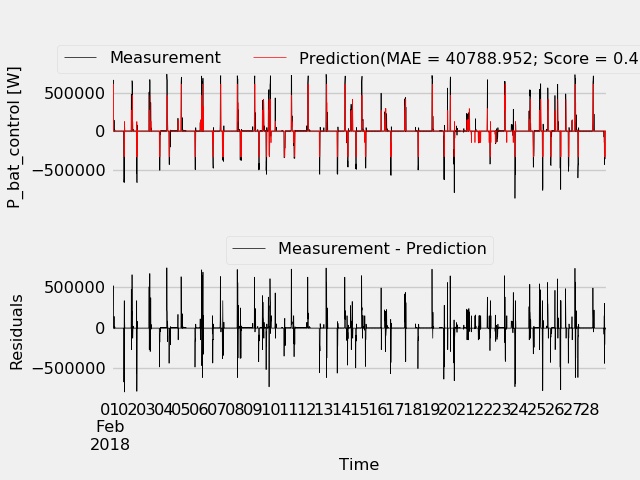 Measurement Prediction(MAE = 40788.952; Score = 0.4
P_bat_control [W]
500000
0
−500000
Measurement - Prediction
Residuals
500000
0
−500000
01020304050607080910111213141516171819202122232425262728
Feb
2018
Time